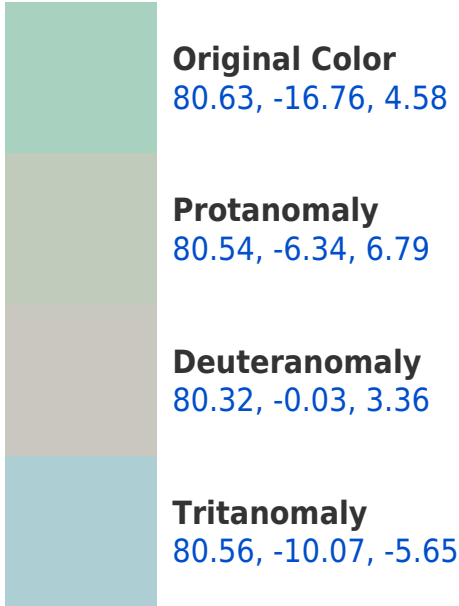 Original Color
80.63, -16.76, 4.58
Protanomaly
80.54, -6.34, 6.79
Deuteranomaly
80.32, -0.03, 3.36
Tritanomaly
80.56, -10.07, -5.65